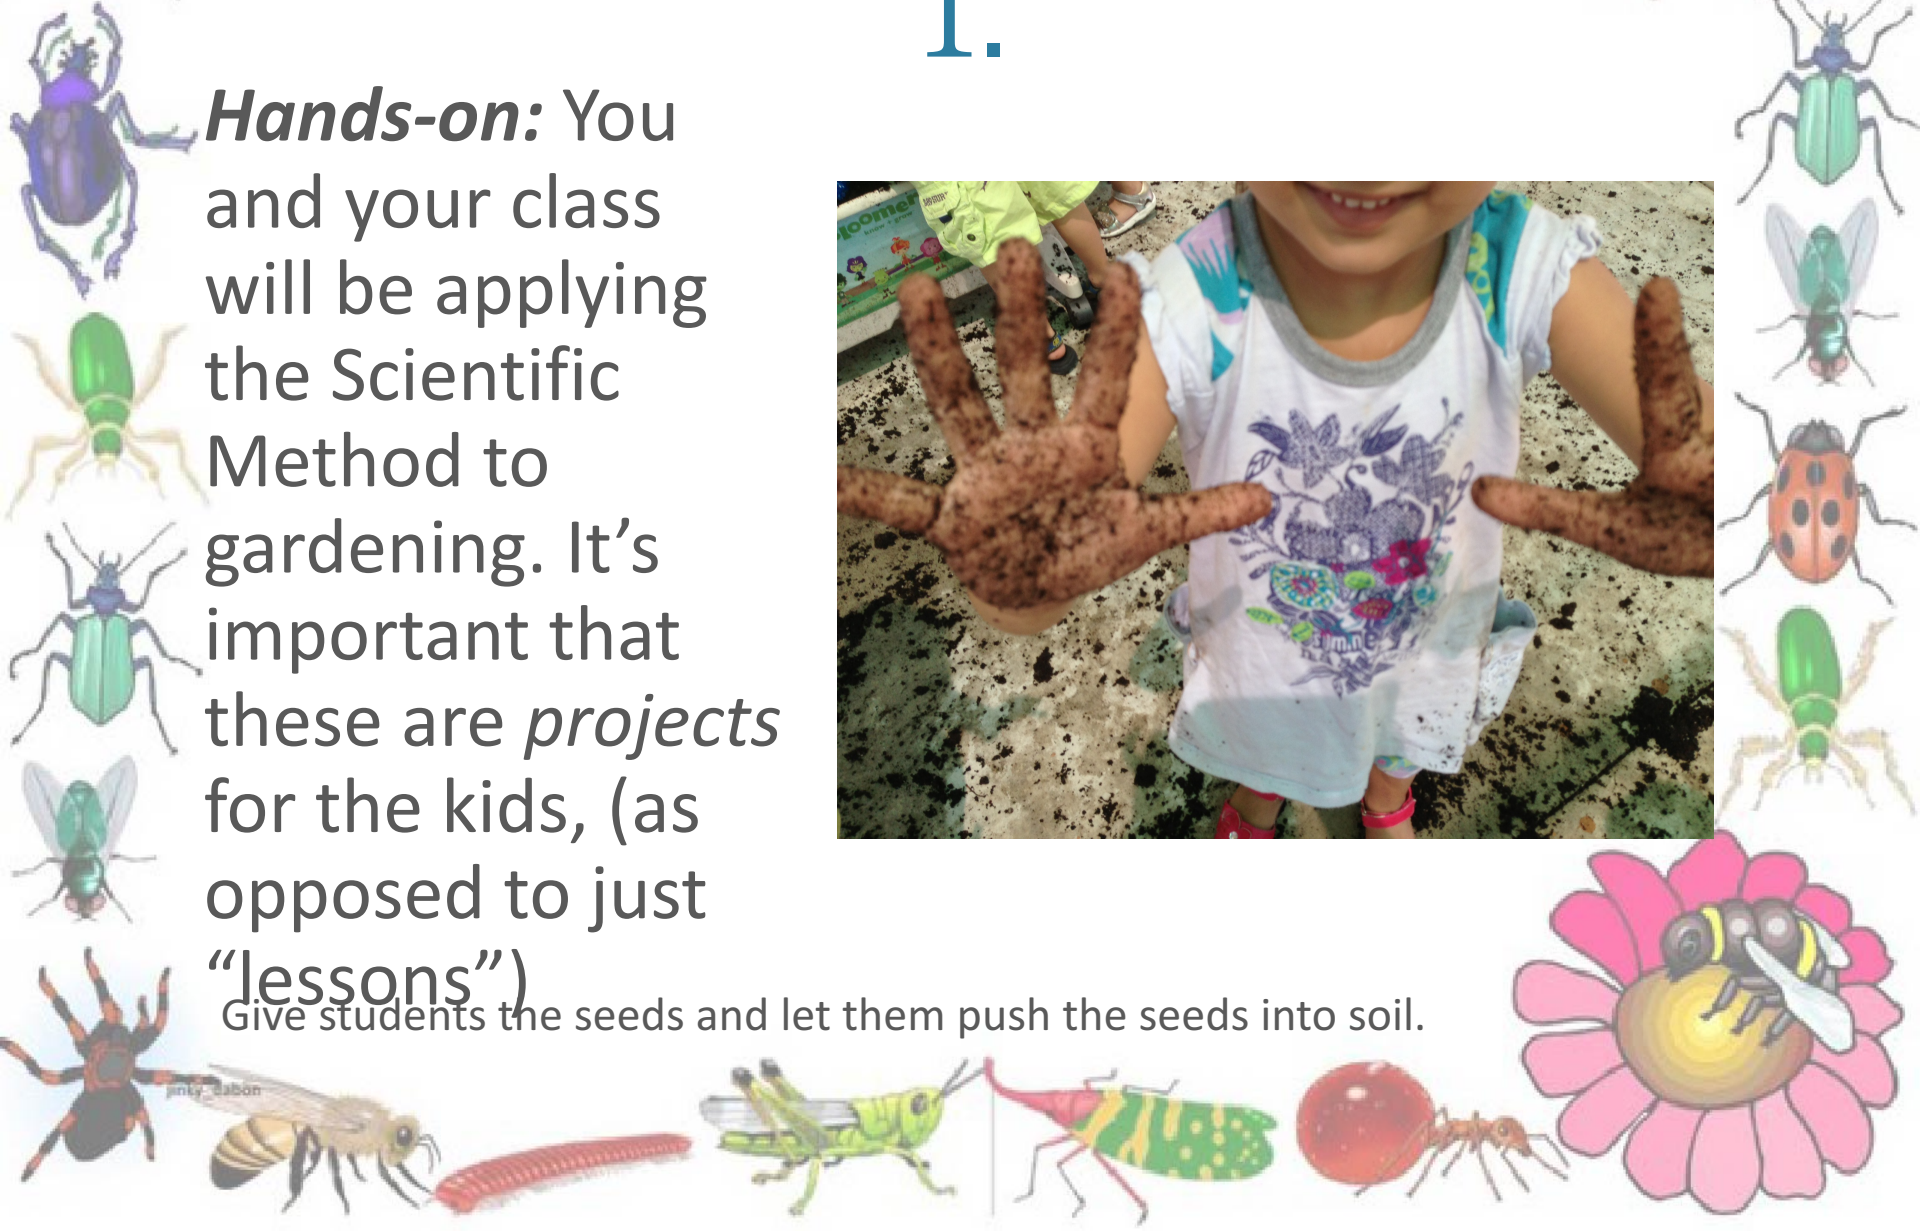 1.
Hands-on: You
and your class
will be applying
the Scientific
Method to
gardening. It’s
important that
these are projects
for the kids, (as
opposed to just
“lessons”)
Give students the seeds and let them push the seeds into soil.